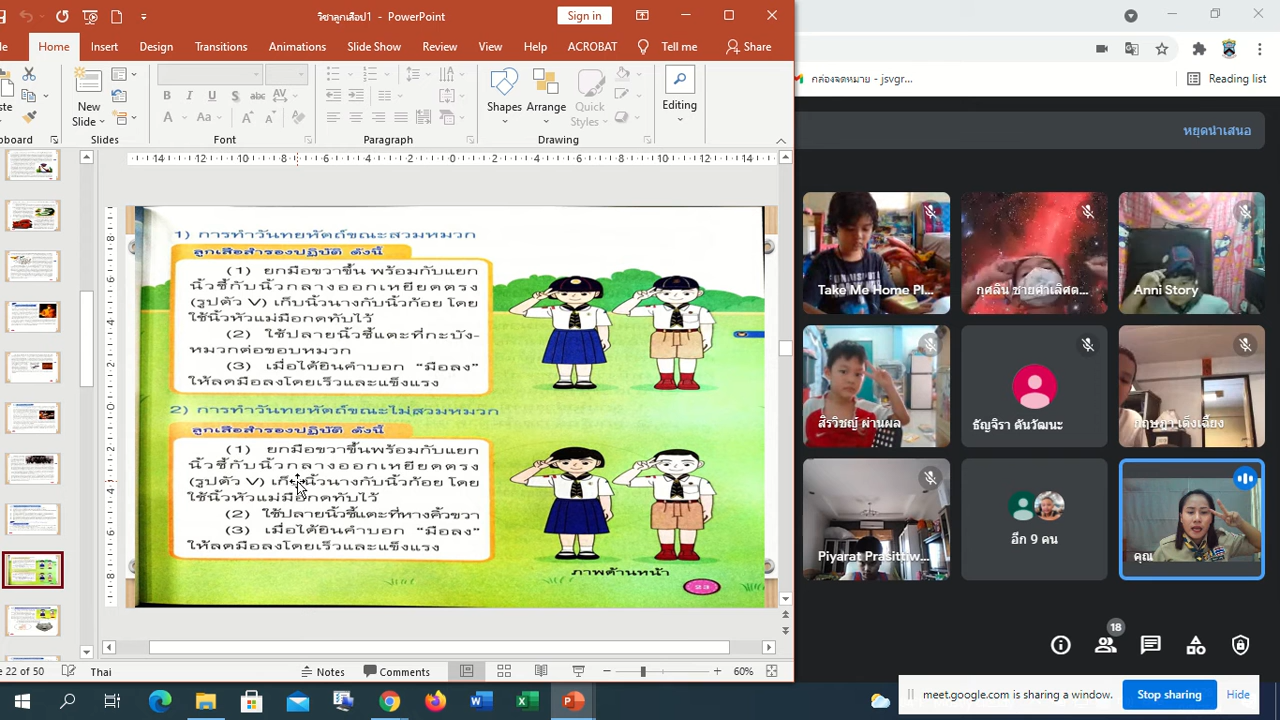 วิชาลูกเสือป1 - PowerPoint
Sign in
Home Insert Design Transitions Animations Slide Show Review View Help ACROBAT Tell me Share
New Slide
Shapes Arrange Quick Styles
Editing
Slides Font Paragraph Drawing
กล่องจดหมาย - jsvgr...
Reading list
หยุดนำเสนอ
1) การทำวันทยหัตถ์ขณะสวมหมวก
ลูกเสือสำรองปฏิบัติ ดังนี้
(1) ยกมือขวาขึ้น พร้อมกับแยก
นิ้วชี้กับนิ้วกลางออกเหยียดตรง
(รูปตัว V) เก็บนิ้วนางกับนิ้วก้อย โดย
ใช้นิ้วหัวแม่มือกดทับไว้
(2) ใช้ปลายนิ้วชี้แตะที่กะบัง-
หมวกต่อขอบหมวก
(3) เมื่อได้ยินคำบอก “มือลง”
ให้ลดมือลงโดยเร็วและแข็งแรง
2) การทำวันทยหัตถ์ขณะไม่สวมหมวก
ลูกเสือสำรองปฏิบัติ ดังนี้
(1) ยกมือขวาขึ้นพร้อมกับแยก
นิ้วชี้กับนิ้วกลางออกเหยียดตรง
(รูปตัว V) เก็บนิ้วนางกับนิ้วก้อย โดย
ใช้นิ้วหัวแม่มือกดทับไว้
(2) ใช้ปลายนิ้วชี้แตะที่ทางคิ้วขวา
(3) เมื่อได้ยินคำบอก “มือลง”
ให้ลดมือลงโดยเร็วและแข็งแรง
ภาพด้านหน้า
23
Take Me Home Pl...
Anni Story
สิรวิชญ์ ผ่านผล
ธัญจิรา ตันวัฒนะ
Piyarat Prasittiw...
อีก 9 คน
คุณ
18
22 of 50
Thai
Notes
Comments
60%
meet.google.com is sharing a window.
Stop sharing
Hide